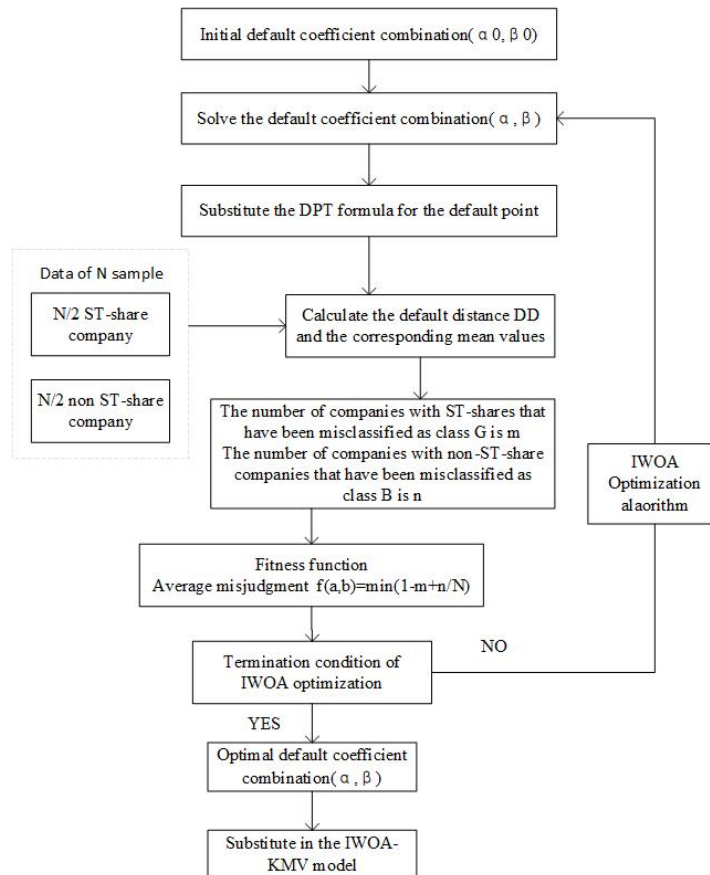 Initial default coefficient combination( α 0, β 0)
Solve the default coefficient combination( α , β )
Substitute the DPT formula for the default point
Data of N sample
N/2 ST-share
company
N/2 non ST-share
company
Calculate the default distance DD
and the corresponding mean values
The number of companies with ST-shares that
have been misclassified as class G is m
The number of companies with non-ST-share
companies that have been misclassified as
class B is n
IWOA
Optimization
alaorithm
Fitness function
Average misjudgment f(a,b)=min(1-m+n/N)
Termination condition of
IWOA optimization
NO
YES
Optimal default coefficient
combination( α , β )
Substitute in the IWOA-
KMV model